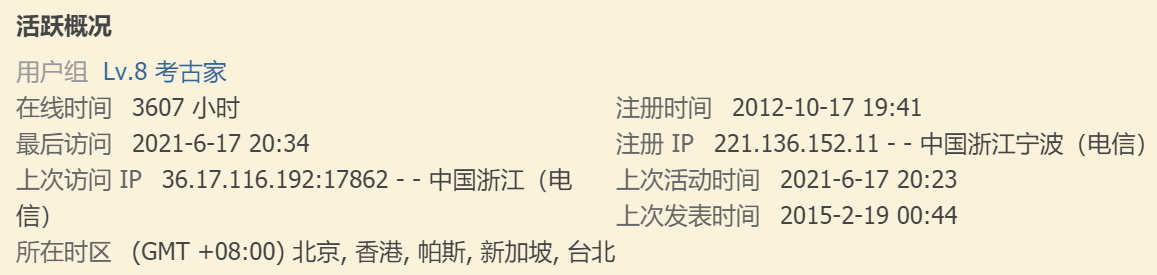 活跃概况
用户组 Lv.8 考古家
在线时间 3607 小时 注册时间 2012-10-17 19:41
最后访问 2021-6-17 20:34 注册 IP 221.136.152.11 - - 中国浙江宁波（电信）
上次访问 IP 36.17.116.192:17862 - - 中国浙江（电 上次活动时间 2021-6-17 20:23
信） 上次发表时间 2015-2-19 00:44
所在时区 (GMT +08:00) 北京, 香港, 帕斯, 新加坡, 台北